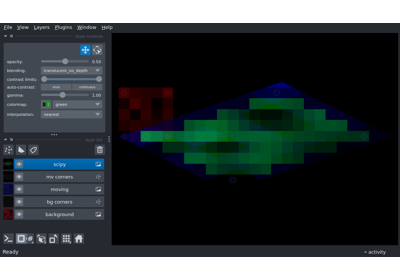 File View Layers Plugins Window Help
opacity: 0.50
blending: translucent_no_depth
contrast limits:
auto-contrast: once continuous
gamma: 1.00
colormap: green
interpolation: nearest
scipy
mv corners
moving
bg corners
background
Ready
activity